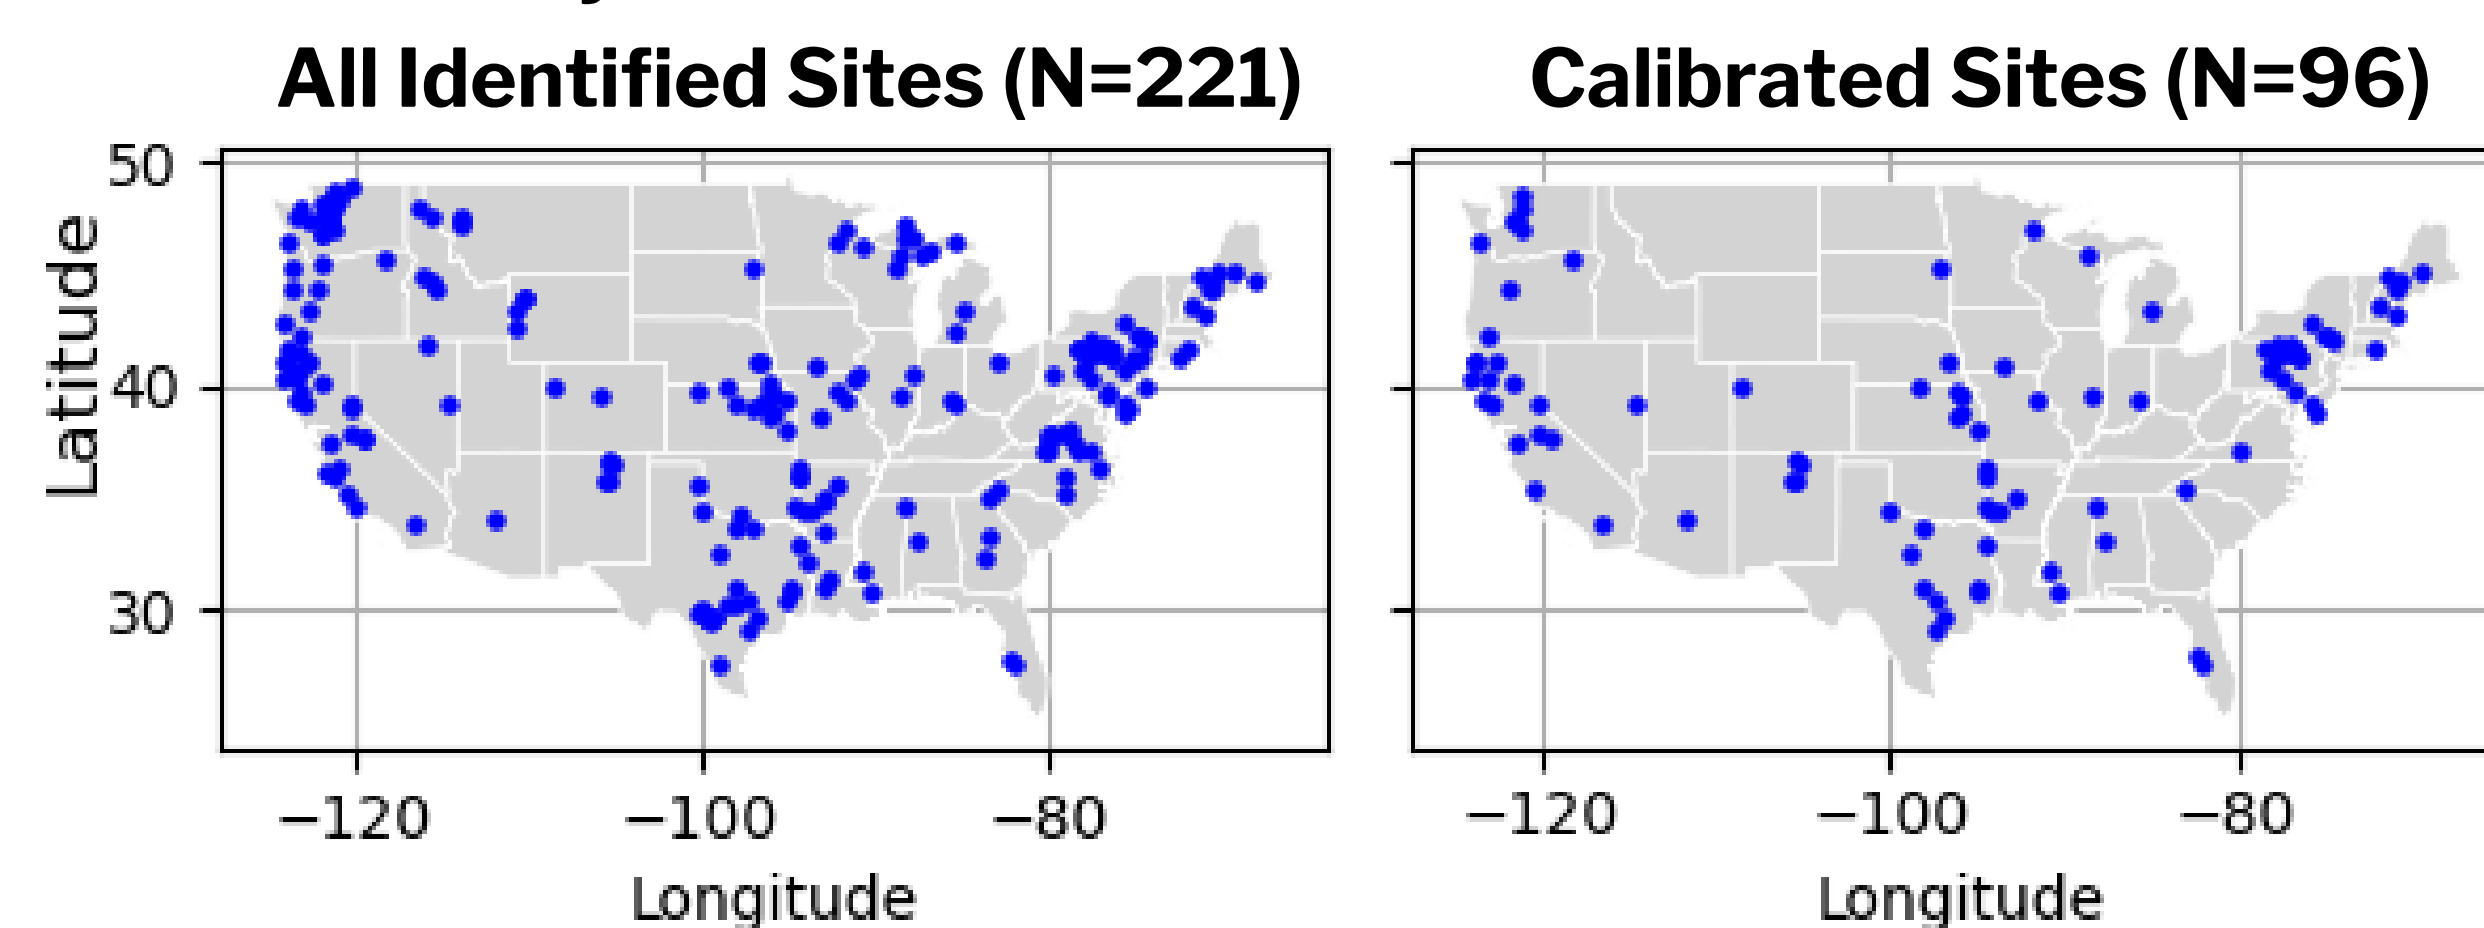 All Identified Sites (N=221)
Calibrated Sites (N=96)
50
40
30
Latitude
−120
−100
−80
−120
−100
−80
Longitude
Longitude